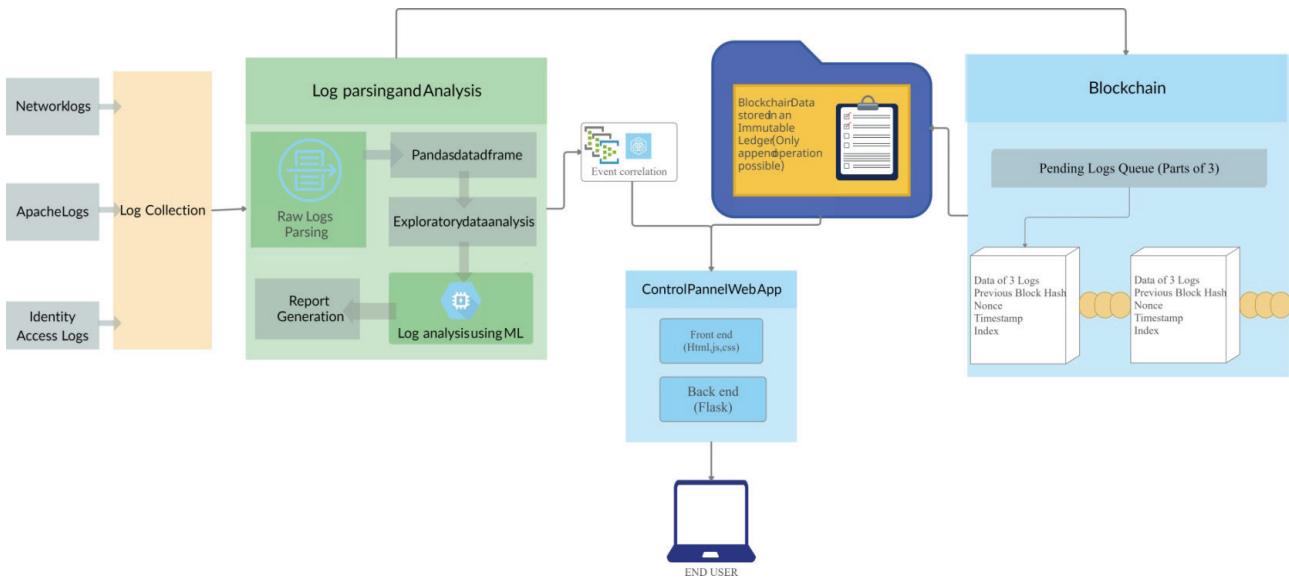 Networklogs
ApacheLogs
Identity
Access Logs
Log Collection
Log parsingandAnalysis
Raw Logs
Parsing
Pandasdatadframe
Exploratorydataanalysis
Log analysisusing ML
Report
Generation
Event correlation
BlockchainData
storedin an
Immutable
Ledger(Only
appendoperation
possible)
ControlPannelWebApp
Front end
(Html,js,css)
Back end
(Flask)
END USER
Blockchain
Pending Logs Queue (Parts of 3)
Data of 3 Logs
Previous Block Hash
Nonce
Timestamp
Index
Data of 3 Logs
Previous Block Hash
Nonce
Timestamp
Index